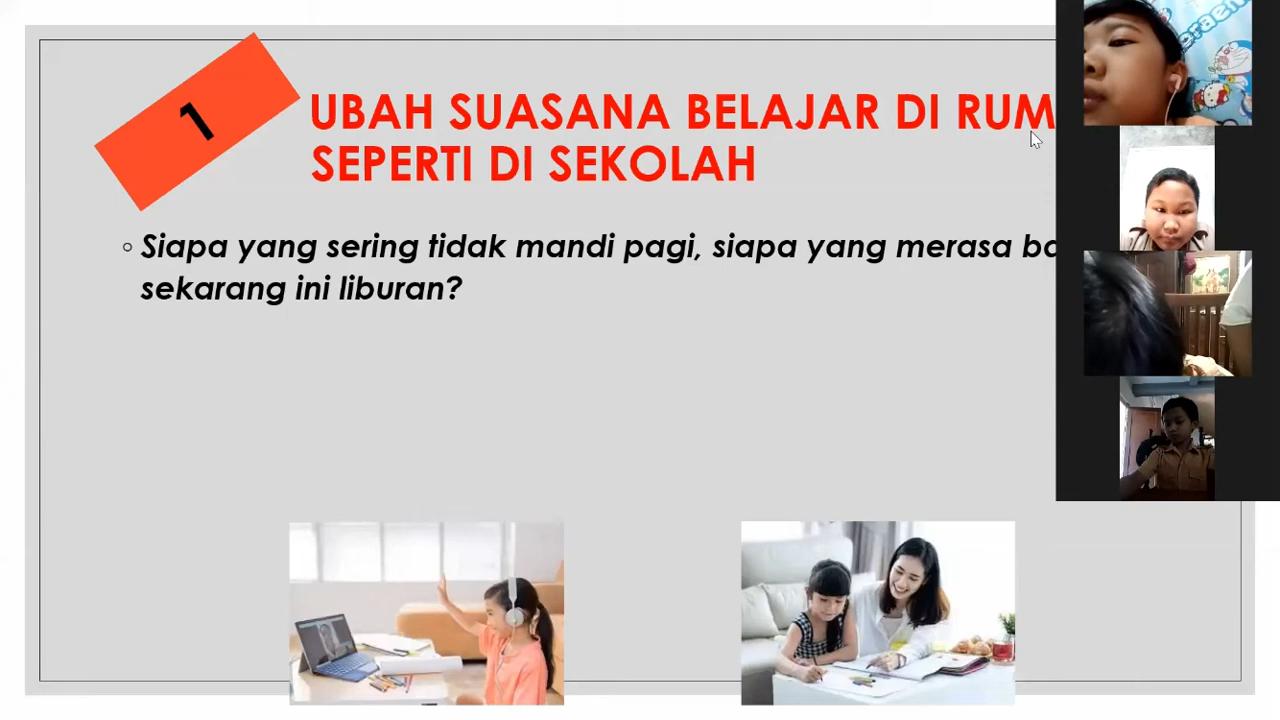 1
UBAH SUASANA BELAJAR DI RUM
SEPERTI DI SEKOLAH
Siapa yang sering tidak mandi pagi, siapa yang merasa
sekarang ini liburan?